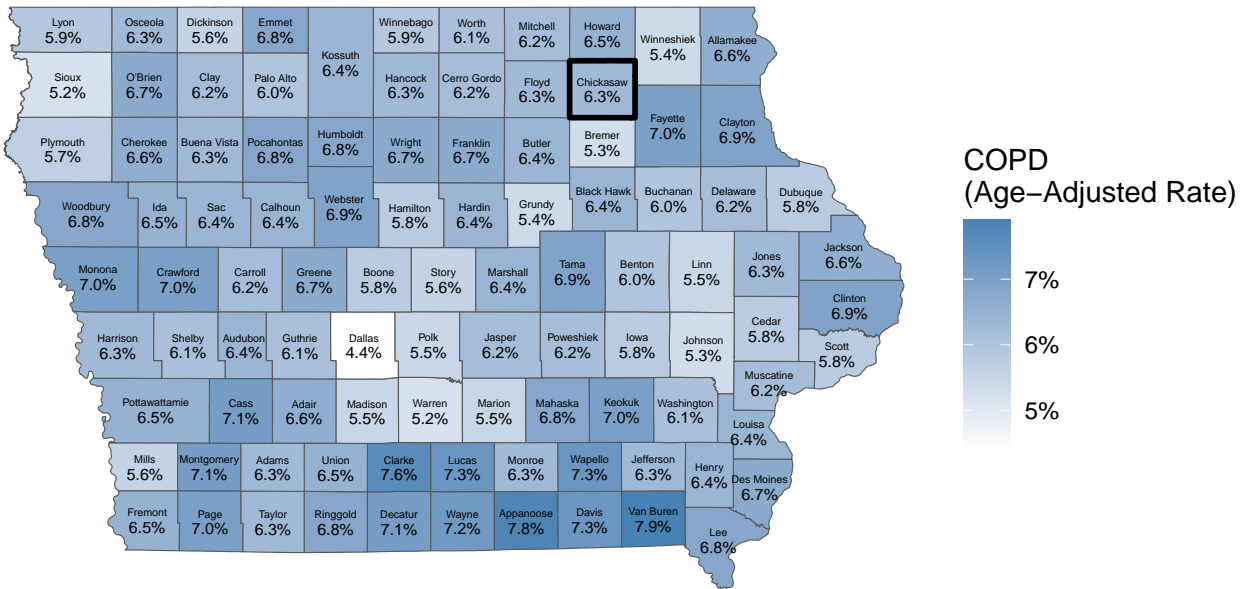 Lyon
5.9%
Osceola
6.3%
Dickinson
5.6%
Emmet
6.8%
Kossuth
6.4%
Winnebago
5.9%
Worth
6.1%
Mitchell
6.2%
Howard
6.5%
Winneshiek
5.4%
Allamakee
6.6%
Sioux
5.2%
O'Brien
6.7%
Clay
6.2%
Palo Alto
6.0%
Hancock
6.3%
Cerro Gordo
6.2%
Floyd
6.3%
Chickasaw
6.3%
Fayette
7.0%
Clayton
6.9%
Plymouth
5.7%
Cherokee
6.6%
Buena Vista
6.3%
Pocahontas
6.8%
Humboldt
6.8%
Wright
6.7%
Franklin
6.7%
Butler
6.4%
Bremer
5.3%
Woodbury
6.8%
Ida
6.5%
Sac
6.4%
Calhoun
6.4%
Webster
6.9%
Hamilton
5.8%
Hardin
6.4%
Grundy
5.4%
Black Hawk
6.4%
Buchanan
6.0%
Delaware
6.2%
Dubuque
5.8%
Monona
7.0%
Crawford
7.0%
Carroll
6.2%
Greene
6.7%
Boone
5.8%
Story
5.6%
Marshall
6.4%
Tama
6.9%
Benton
6.0%
Linn
5.5%
Jones
6.3%
Jackson
6.6%
Clinton
6.9%
Harrison
6.3%
Shelby
6.1%
Audubon
6.4%
Guthrie
6.1%
Dallas
4.4%
Polk
5.5%
Jasper
6.2%
Poweshiek
6.2%
Iowa
5.8%
Johnson
5.3%
Cedar
5.8%
Scott
5.8%
Muscatine
6.2%
Pottawattamie
6.5%
Cass
7.1%
Adair
6.6%
Madison
5.5%
Warren
5.2%
Marion
5.5%
Mahaska
6.8%
Keokuk
7.0%
Washington
6.1%
Louisa
6.4%
Mills
5.6%
Montgomery
7.1%
Adams
6.3%
Union
6.5%
Clarke
7.6%
Lucas
7.3%
Monroe
6.3%
Wapello
7.3%
Jefferson
6.3%
Henry
6.4%
Des Moines
6.7%
Fremont
6.5%
Page
7.0%
Taylor
6.3%
Ringgold
6.8%
Decatur
7.1%
Wayne
7.2%
Appanoose
7.8%
Davis
7.3%
Van Buren
7.9%
Lee
6.8%
COPD
(Age−Adjusted Rate)
7%
6%
5%